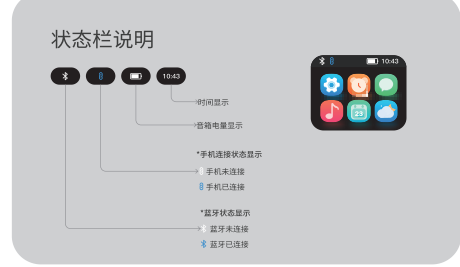 状态栏说明
10:43
10:43
时间显示
音箱电量显示
*手机连接状态显示
手机未连接
手机已连接
*蓝牙状态显示
蓝牙未连接
蓝牙已连接
23